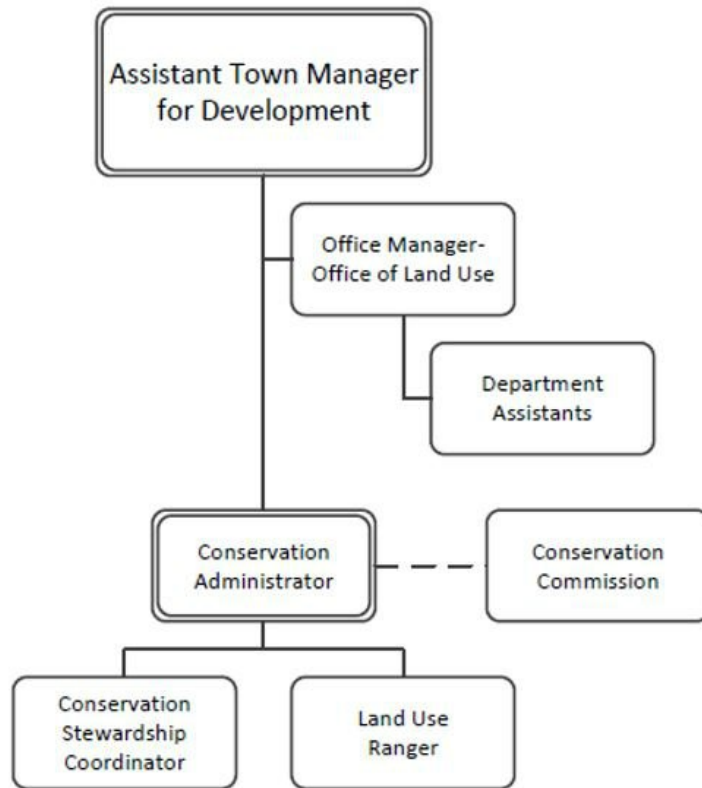 Assistant Town Manager
for Development
Office Manager-
Office of Land Use
Department
Assistants
Conservation
Administrator
Conservation
Commission
Conservation
Stewardship
Coordinator
Land Use
Ranger